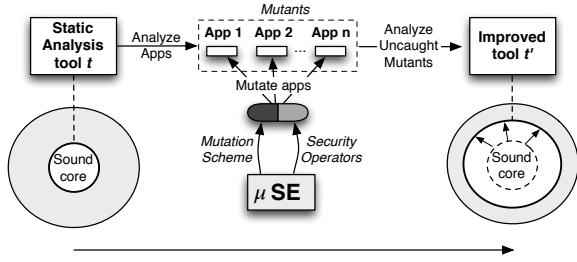 Static
Analysis
tool t
Analyze
Apps
Mutants
App 1 App 2 App n
...
Mutate apps
Analyze
Uncaught
Mutants
Improved
tool t'
Mutation
Scheme
Security
Operators
μ SE
Sound
core
Sound
core